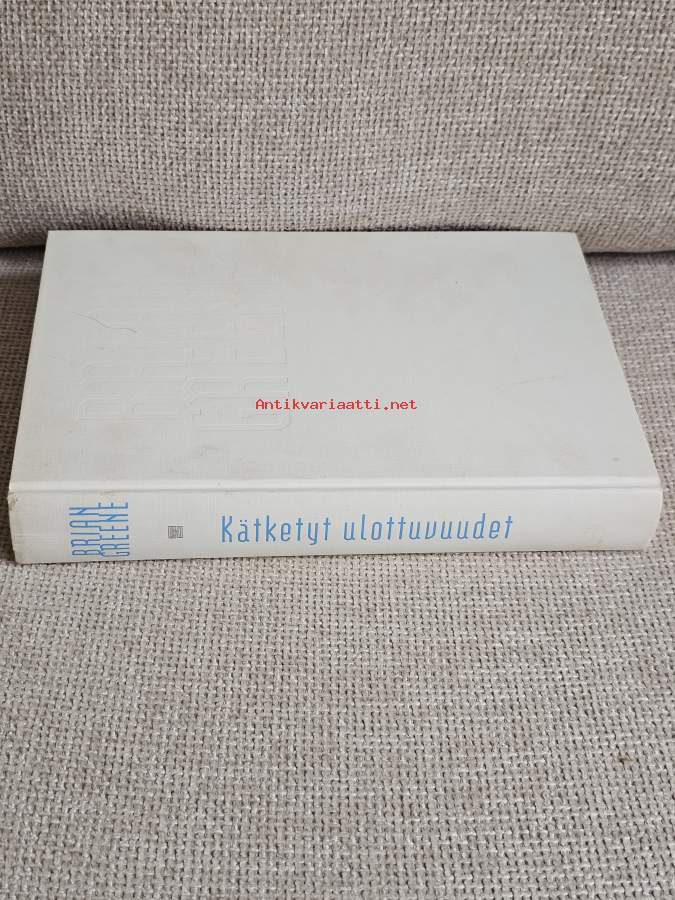 Antikvariaatti.net
BRIAN
GREENE
Kätketyt ulottuvuudet